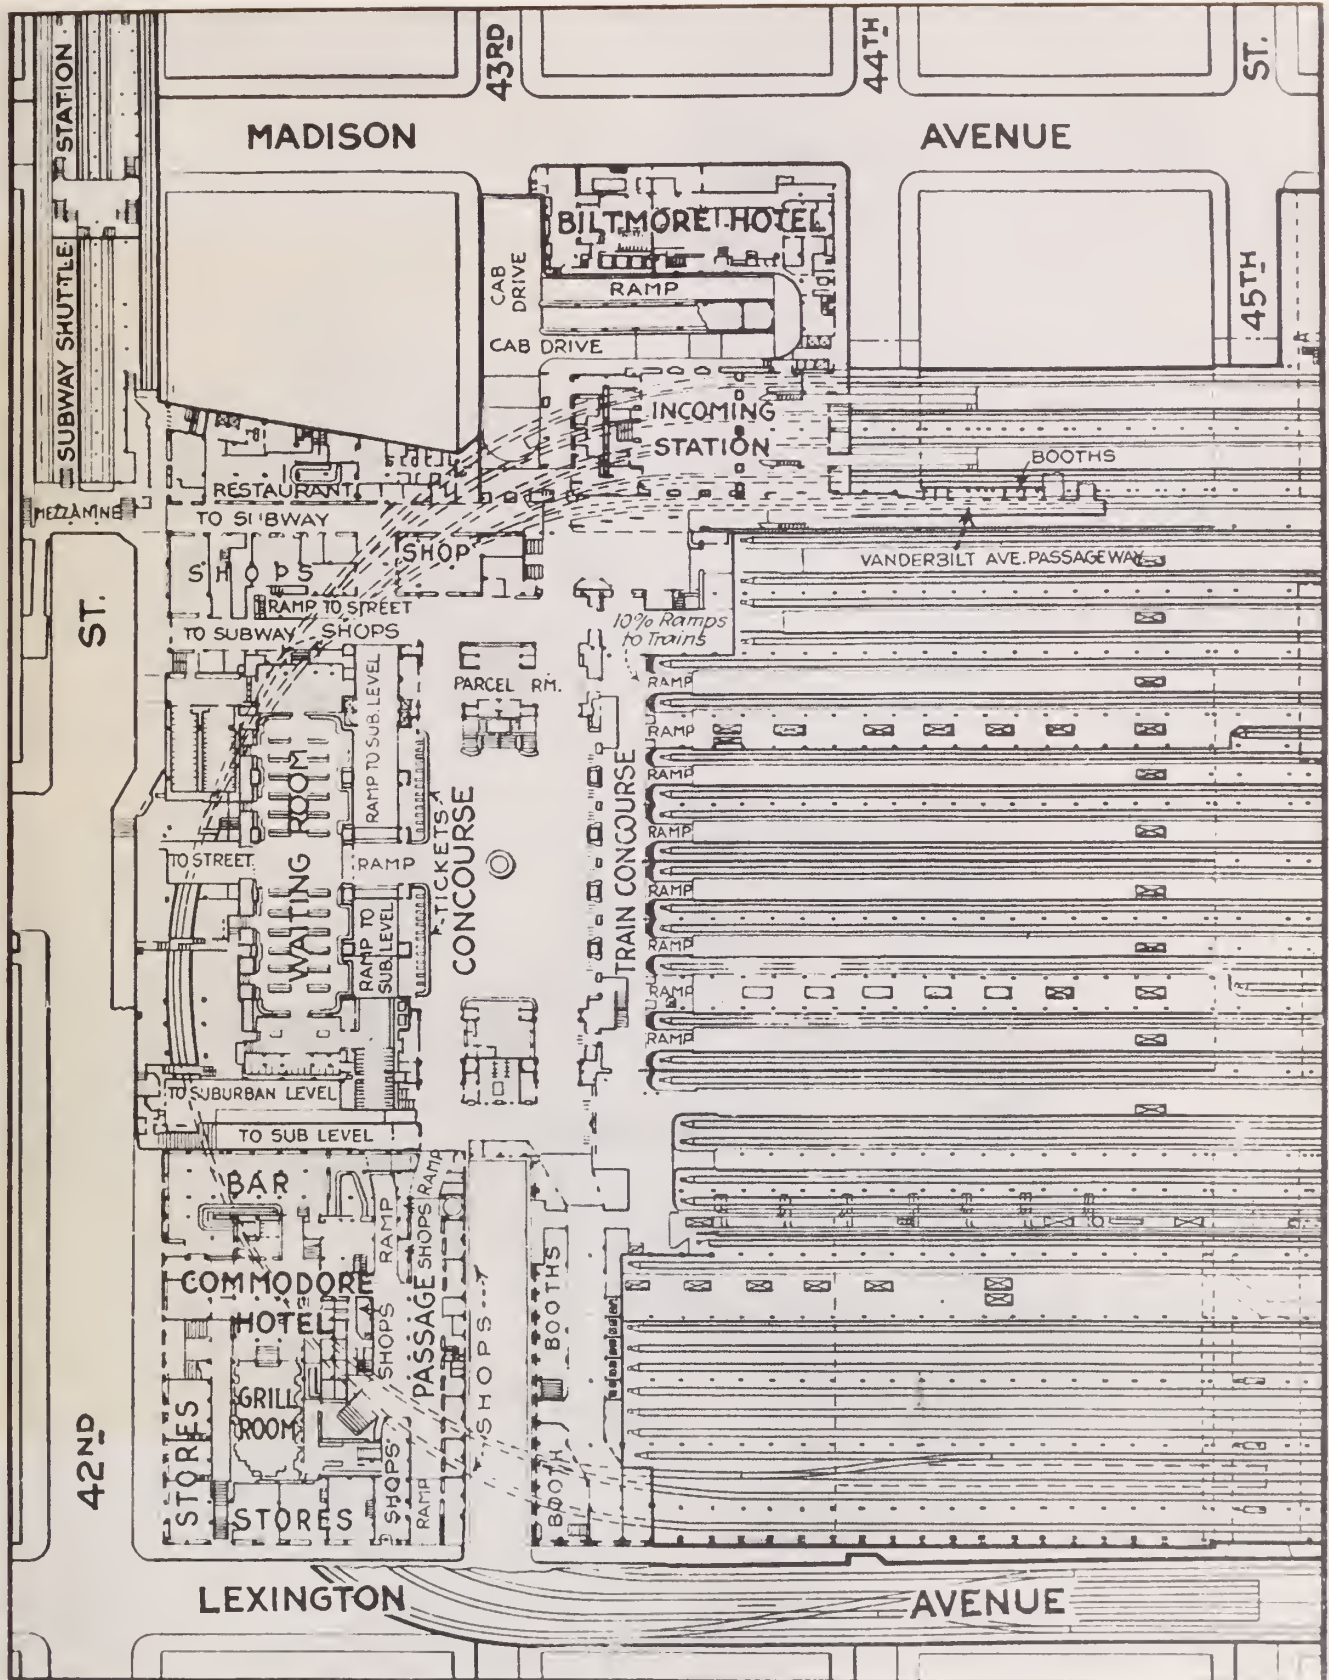 STATION
43RD
44TH
ST.
MADISON
AVENUE
BILTMORE HOTEL
SUBWAY SHUTTLE
CAB
DRIVE
RAMP
45TH
CAB DRIVE
INCOMING
STATION
BOOTHS
RESTAURANT
MEZZANINE
TO SUBWAY
SHOP
VANDERBILT AVE. PASSAGEWAY
SHOPS
RAMP TO STREET
ST.
TO SUBWAY
SHOPS
10% Ramps
to Trains
PARCEL RM.
RAMP
RAMP
RAMP
RAMP
RAMP
RAMP
RAMP
RAMP
RAMP TO SUB. LEVEL
WAITING ROOM
TICKETS
CONCOURSE
TRAIN CONCOURSE
TO STREET
RAMP
RAMP TO
SUB. LEVEL
TO SUBURBAN LEVEL
TO SUB LEVEL
BAR
RAMP
SHOPS
RAMP
COMMODORE
HOTEL
SHOPS
PASSAGE
SHOPS
BOOTHS
GRILL
ROOM
42ND
STORES
STORES
SHOPS
RAMP
BOOTH
LEXINGTON
AVENUE